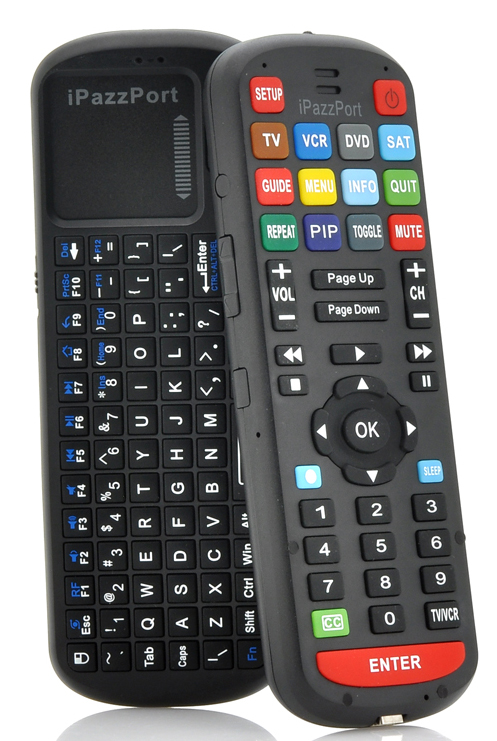 iPazzPort
Del F12 + = } ] | \ Enter
CTRL+ALT+DEL
PrtSc F10 F11 _ - { [ " '
F9 ) End 0 P : ; ? /
F8 ( Home 9 O L > .
F7 * Ins 8 I K < ,
F6 & 7 U J M
F5 ^ 6 Y H N
F4 % 5 T G B
F3 $ 4 R F V Alt
F2 # 3 E D C Win
RF F1 @ 2 W S X Ctrl
Esc ! 1 Q A Z Shift
~ ` Tab Caps | \ Fn
SETUP
iPazzPort
TV VCR DVD SAT
GUIDE MENU INFO QUIT
REPEAT PIP TOGGLE MUTE
+ Page Up +
VOL CH
- Page Down -
OK
SLEEP
1 2 3
4 5 6
7 8 9
CC 0 TV/VCR
ENTER